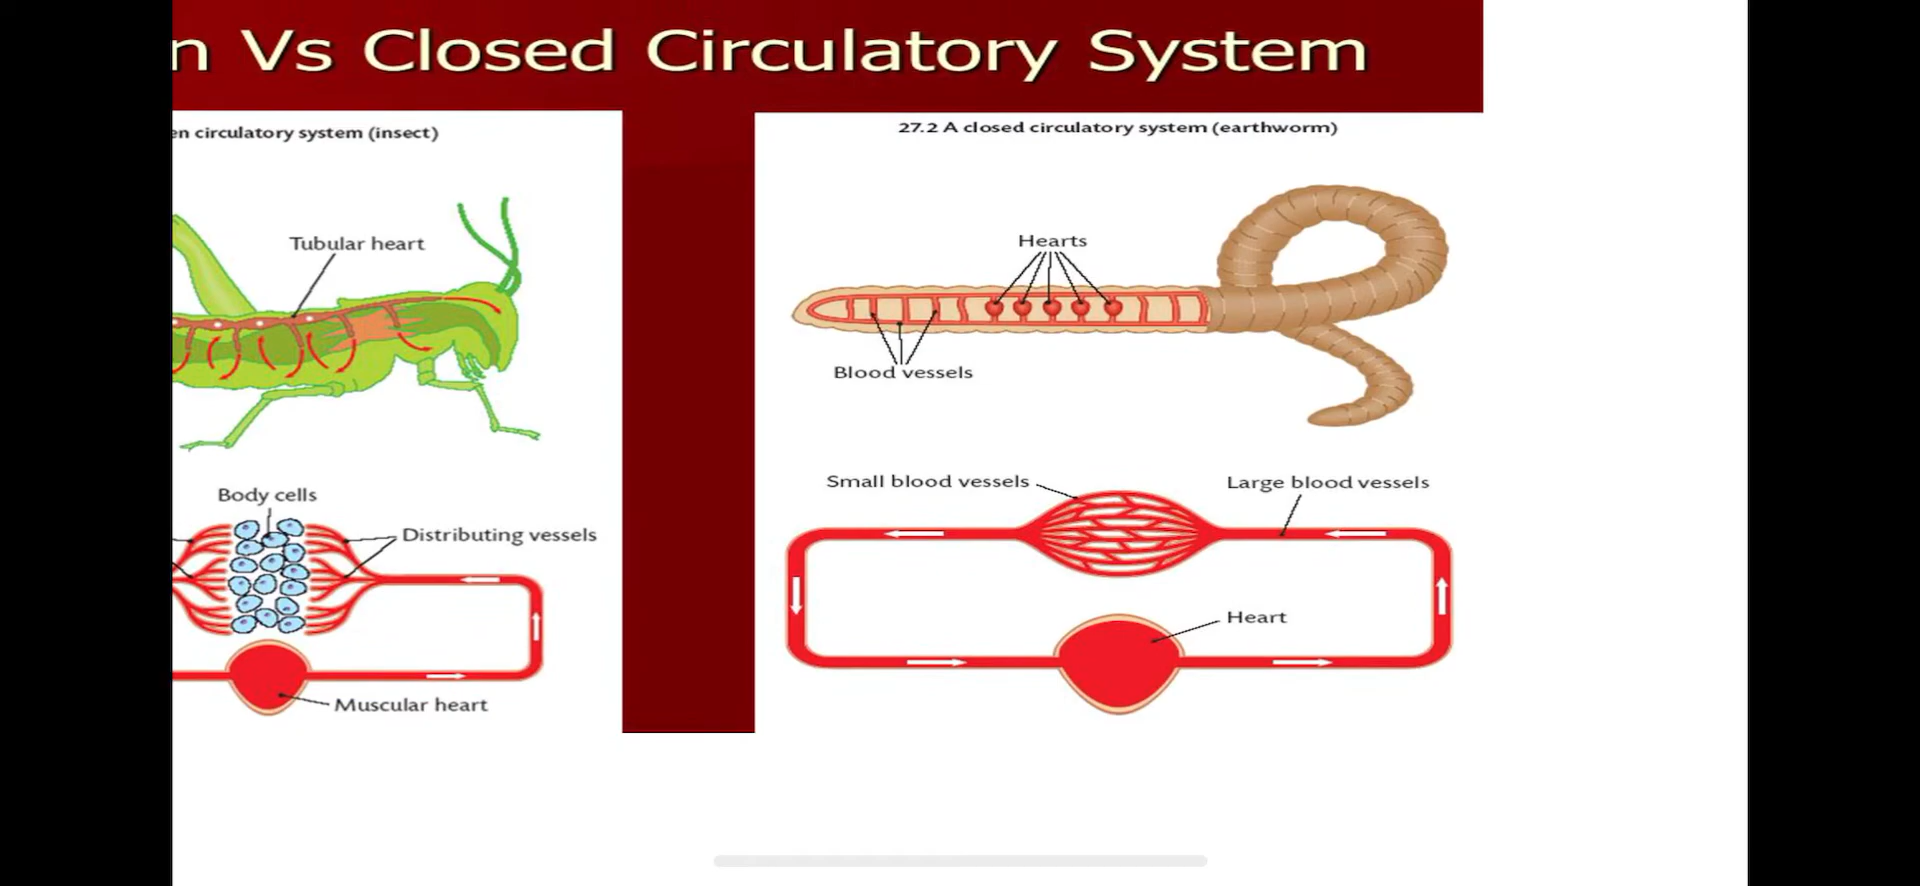 n Vs Closed Circulatory System
en circulatory system (insect)
Tubular heart
Body cells
Distributing vessels
Muscular heart
27.2 A closed circulatory system (earthworm)
Hearts
Blood vessels
Small blood vessels
Large blood vessels
Heart